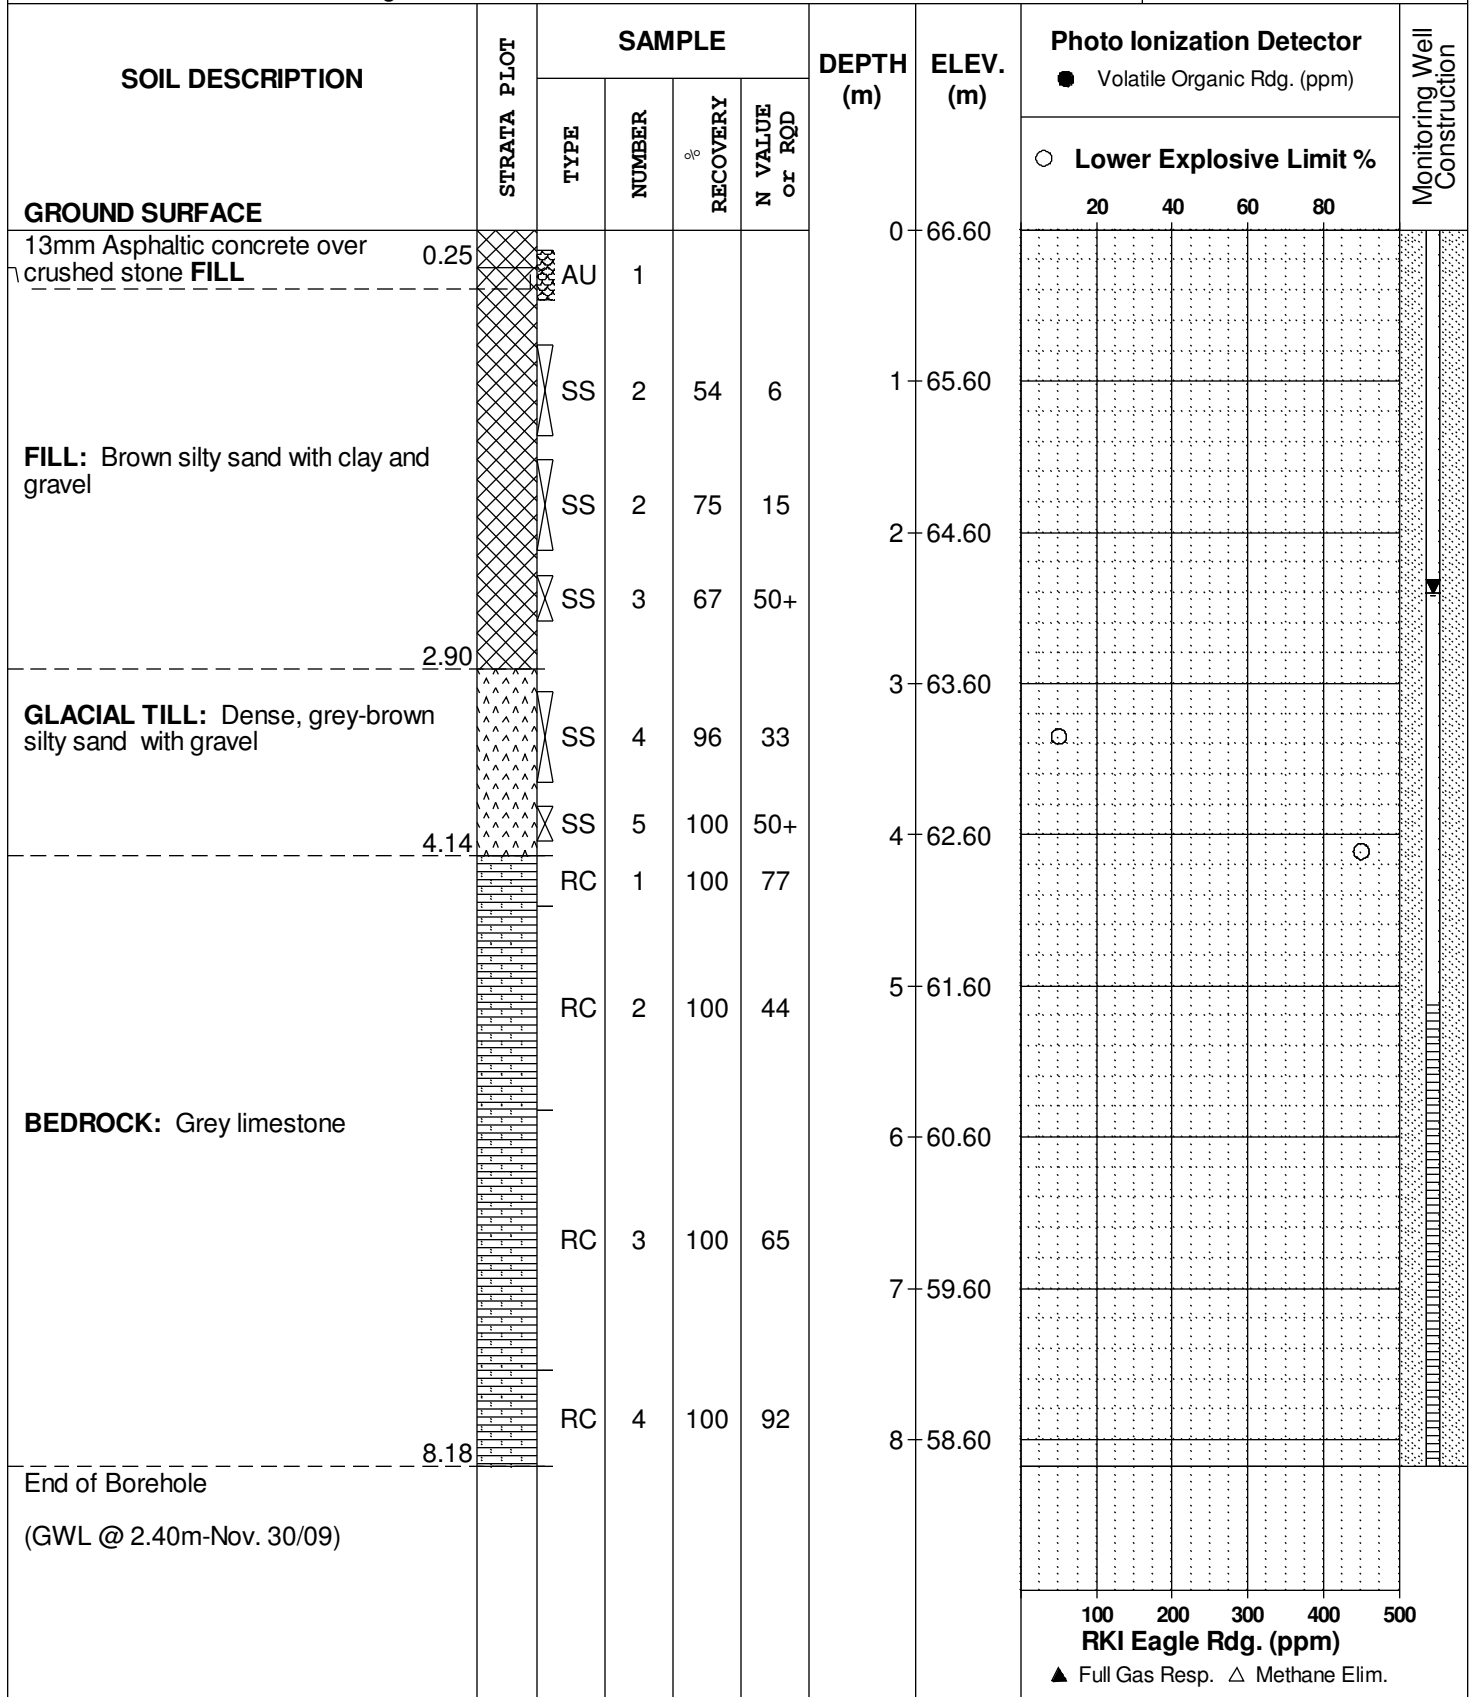 SOIL DESCRIPTION
GROUND SURFACE
STRATA PLOT
SAMPLE
TYPE
NUMBER
%
RECOVERY
N VALUE
or RQD
DEPTH
(m)
ELEV.
(m)
Photo Ionization Detector
● Volatile Organic Rdg. (ppm)
○ Lower Explosive Limit %
20 40 60 80
Monitoring Well
Construction
13mm Asphaltic concrete over
crushed stone FILL
0.25
AU 1
0 66.60
SS 2 54 6
1 65.60
FILL: Brown silty sand with clay and
gravel
SS 2 75 15
2 64.60
SS 3 67 50+
2.90
3 63.60
GLACIAL TILL: Dense, grey-brown
silty sand with gravel
SS 4 96 33
SS 5 100 50+
4 62.60
4.14
RC 1 100 77
5 61.60
RC 2 100 44
BEDROCK: Grey limestone
6 60.60
RC 3 100 65
7 59.60
RC 4 100 92
8 58.60
8.18
End of Borehole
(GWL @ 2.40m-Nov. 30/09)
100 200 300 400 500
RKI Eagle Rdg. (ppm)
▲ Full Gas Resp. △ Methane Elim.